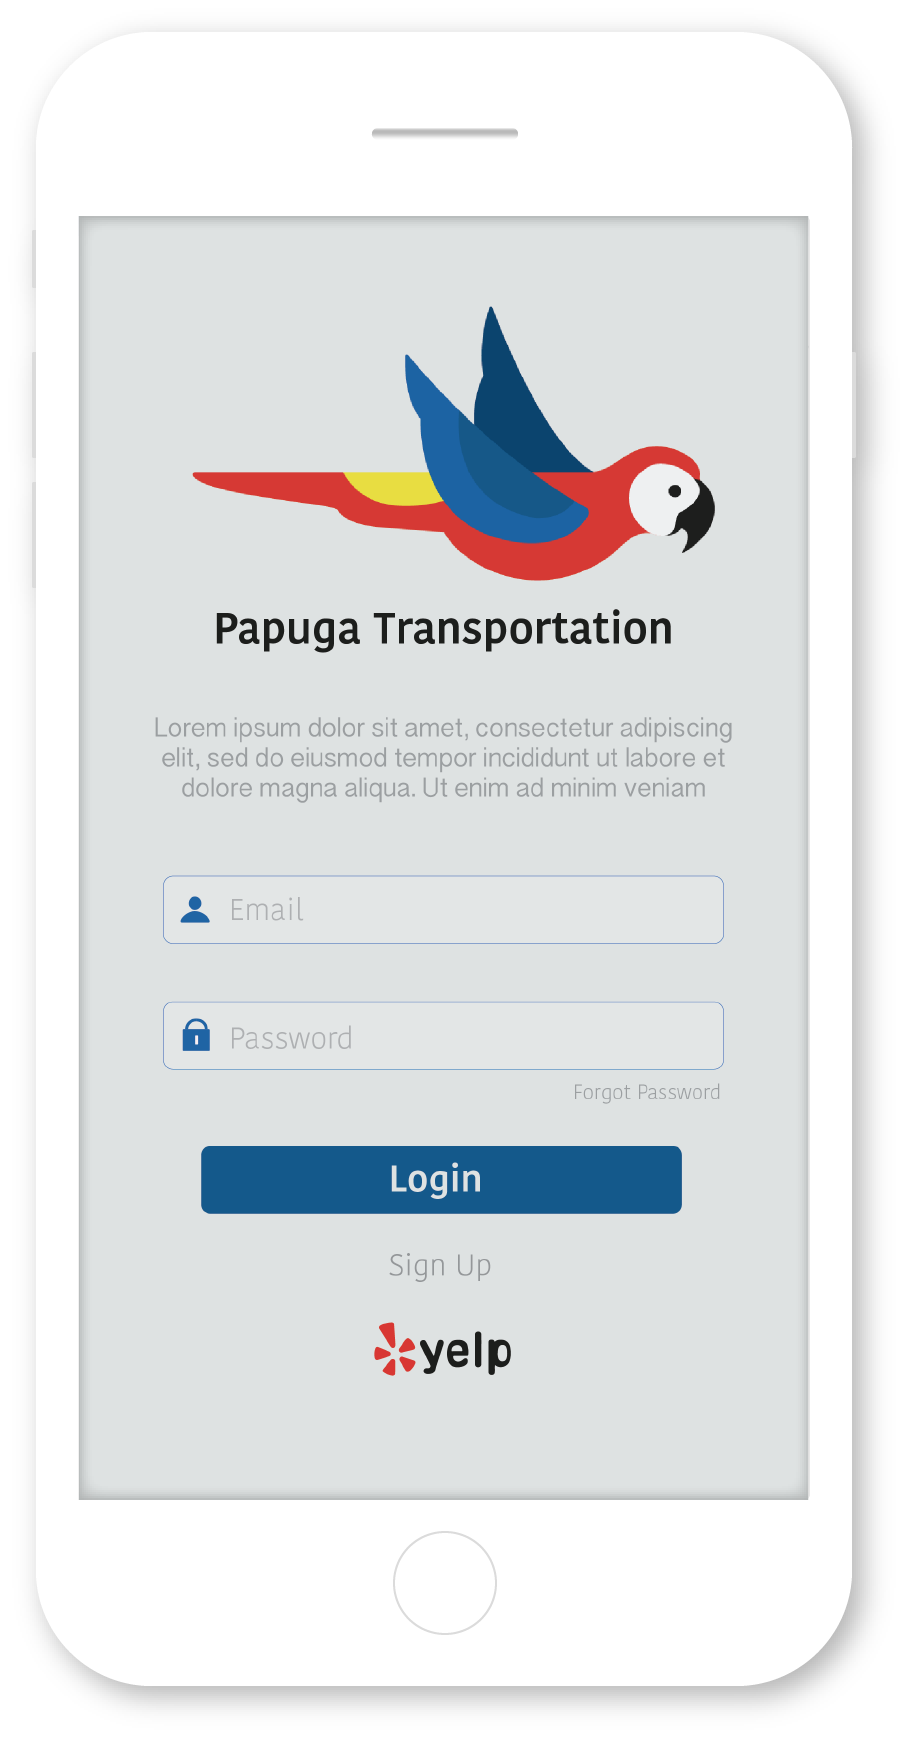 Papuga Transportation
Lorem ipsum dolor sit amet, consectetur adipiscing
elit, sed do eiusmod tempor incididunt ut labore et
dolore magna aliqua. Ut enim ad minim veniam
Email
Password
Forgot Password
Login
Sign Up
yelp